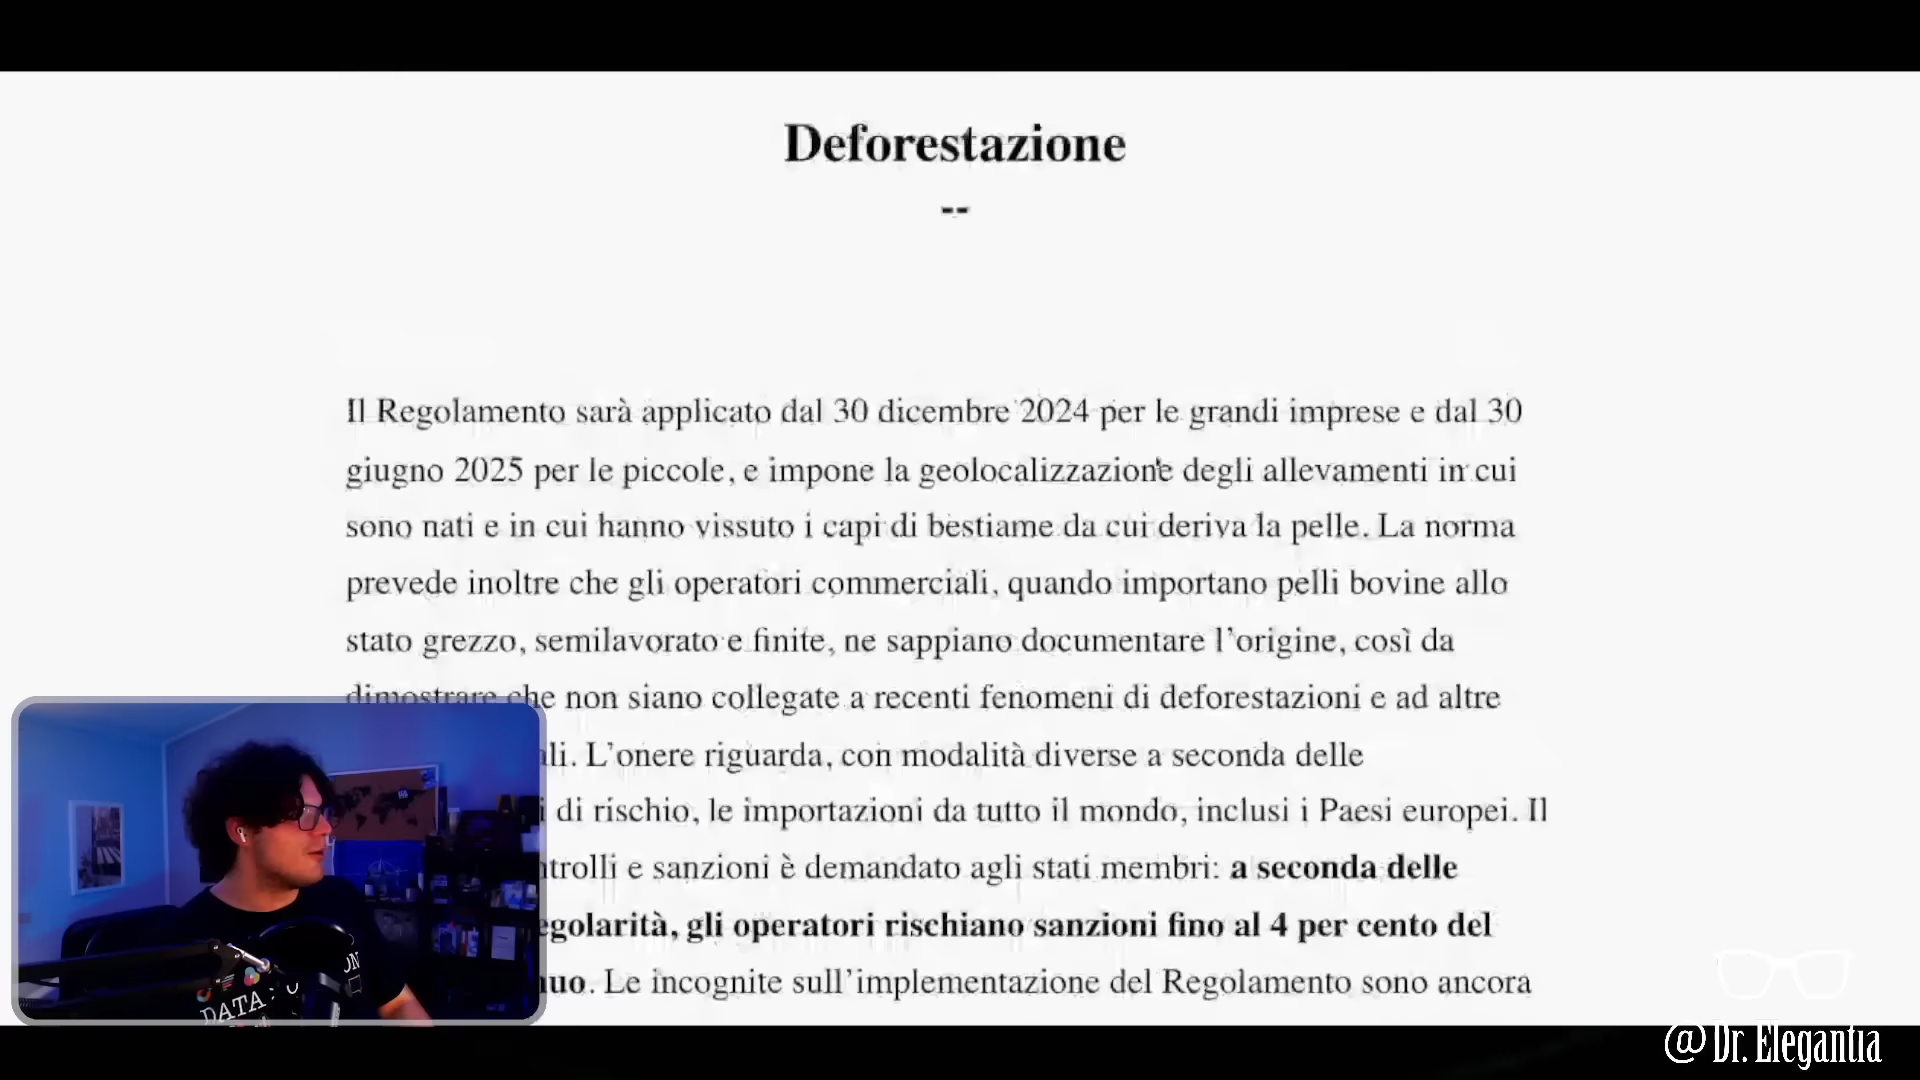 Deforestazione
--
Il Regolamento sarà applicato dal 30 dicembre 2024 per le grandi imprese e dal 30
giugno 2025 per le piccole, e impone la geolocalizzazione degli allevamenti in cui
sono nati e in cui hanno vissuto i capi di bestiame da cui deriva la pelle. La norma
prevede inoltre che gli operatori commerciali, quando importano pelli bovine allo
stato grezzo, semilavorato e finite, ne sappiano documentare l'origine, così da
dimostrare che non siano collegate a recenti fenomeni di deforestazioni e ad altre
ali. L'onere riguarda, con modalità diverse a seconda delle
i di rischio, le importazioni da tutto il mondo, inclusi i Paesi europei. Il
ntrolli e sanzioni è demandato agli stati membri: a seconda delle
egolarità, gli operatori rischiano sanzioni fino al 4 per cento del
nuo. Le incognite sull'implementazione del Regolamento sono ancora
DATA
@Dr. Elegantia